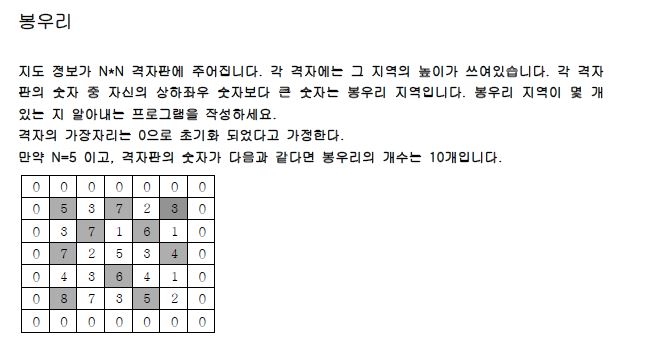 봉우리
지도 정보가 N*N 격자판에 주어집니다. 각 격자에는 그 지역의 높이가 쓰여있습니다. 각 격자
판의 숫자 중 자신의 상하좌우 숫자보다 큰 숫자는 봉우리 지역입니다. 봉우리 지역이 몇 개
있는 지 알아내는 프로그램을 작성하세요.
격자의 가장자리는 0으로 초기화 되었다고 가정한다.
만약 N=5 이고, 격자판의 숫자가 다음과 같다면 봉우리의 개수는 10개입니다.
0 0 0 0 0 0 0
0 5 3 7 2 3 0
0 3 7 1 6 1 0
0 7 2 5 3 4 0
0 4 3 6 4 1 0
0 8 7 3 5 2 0
0 0 0 0 0 0 0